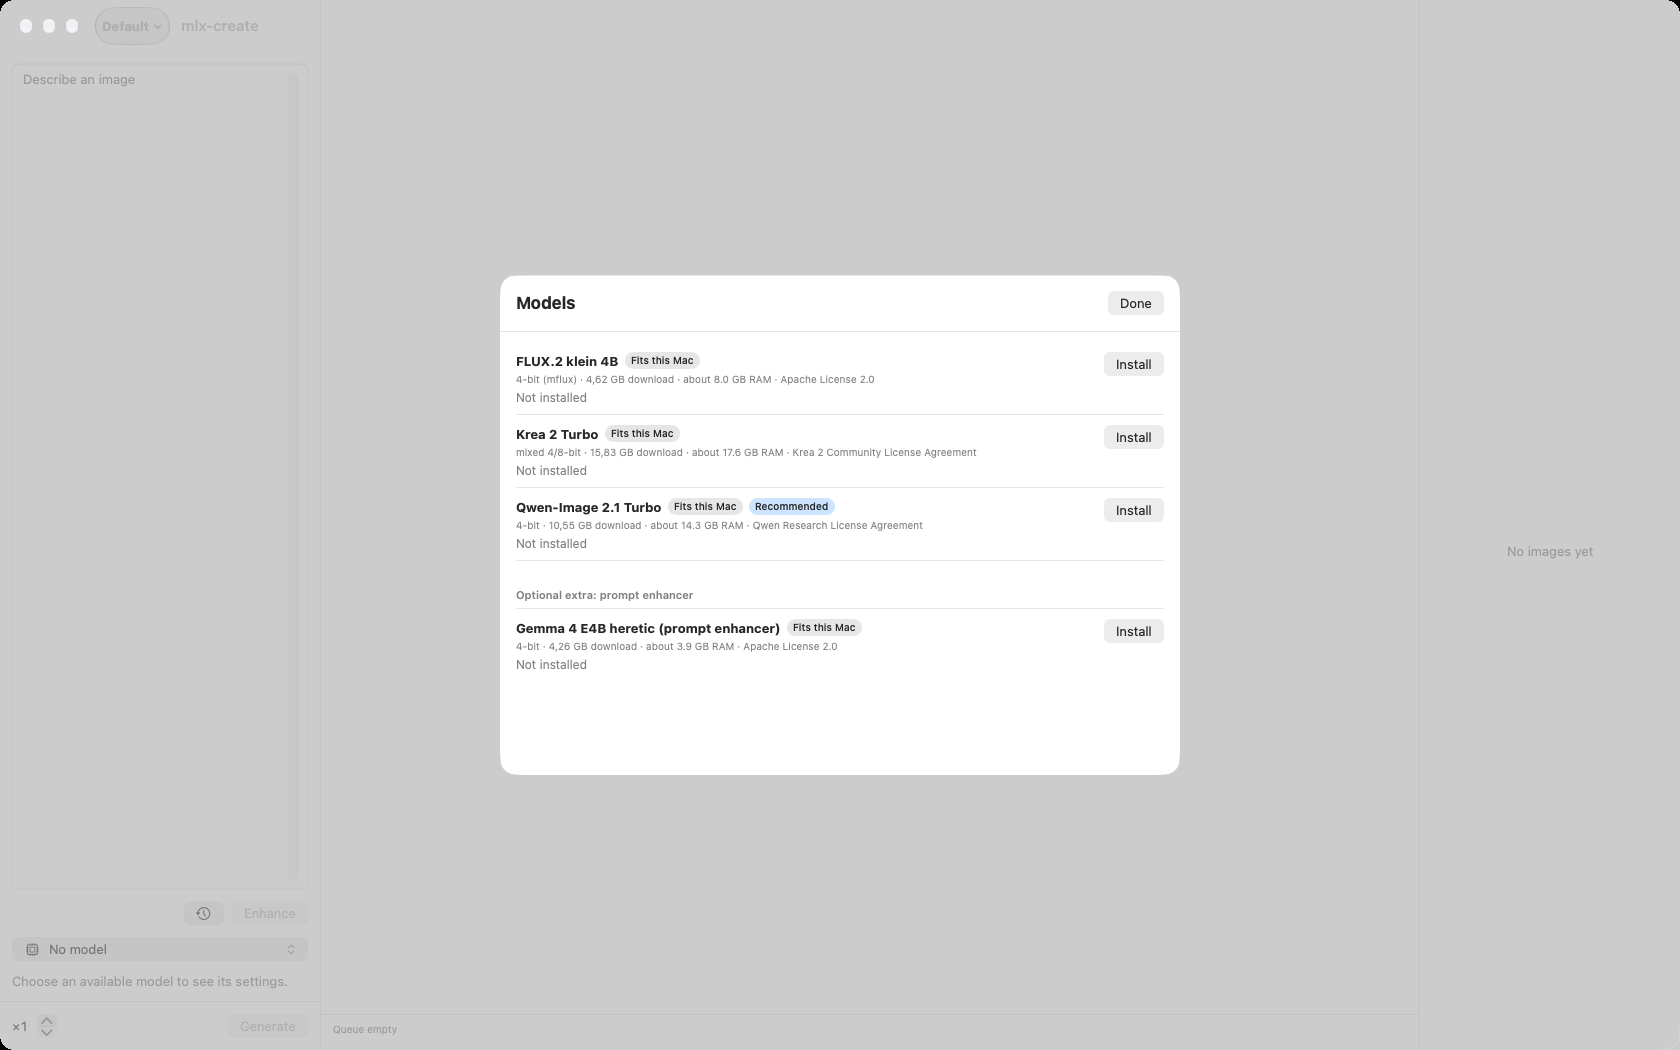 Default
mlx-create
Describe an image
Enhance
No model
Choose an available model to see its settings.
×1
Generate
Models
Done
FLUX.2 klein 4B Fits this Mac
Install
4-bit (mflux) · 4,62 GB download · about 8.0 GB RAM · Apache License 2.0
Not installed
Krea 2 Turbo Fits this Mac
Install
mixed 4/8-bit · 15,83 GB download · about 17.6 GB RAM · Krea 2 Community License Agreement
Not installed
Qwen-Image 2.1 Turbo Fits this Mac Recommended
Install
4-bit · 10,55 GB download · about 14.3 GB RAM · Qwen Research License Agreement
Not installed
Optional extra: prompt enhancer
Gemma 4 E4B heretic (prompt enhancer) Fits this Mac
Install
4-bit · 4,26 GB download · about 3.9 GB RAM · Apache License 2.0
Not installed
Queue empty
No images yet